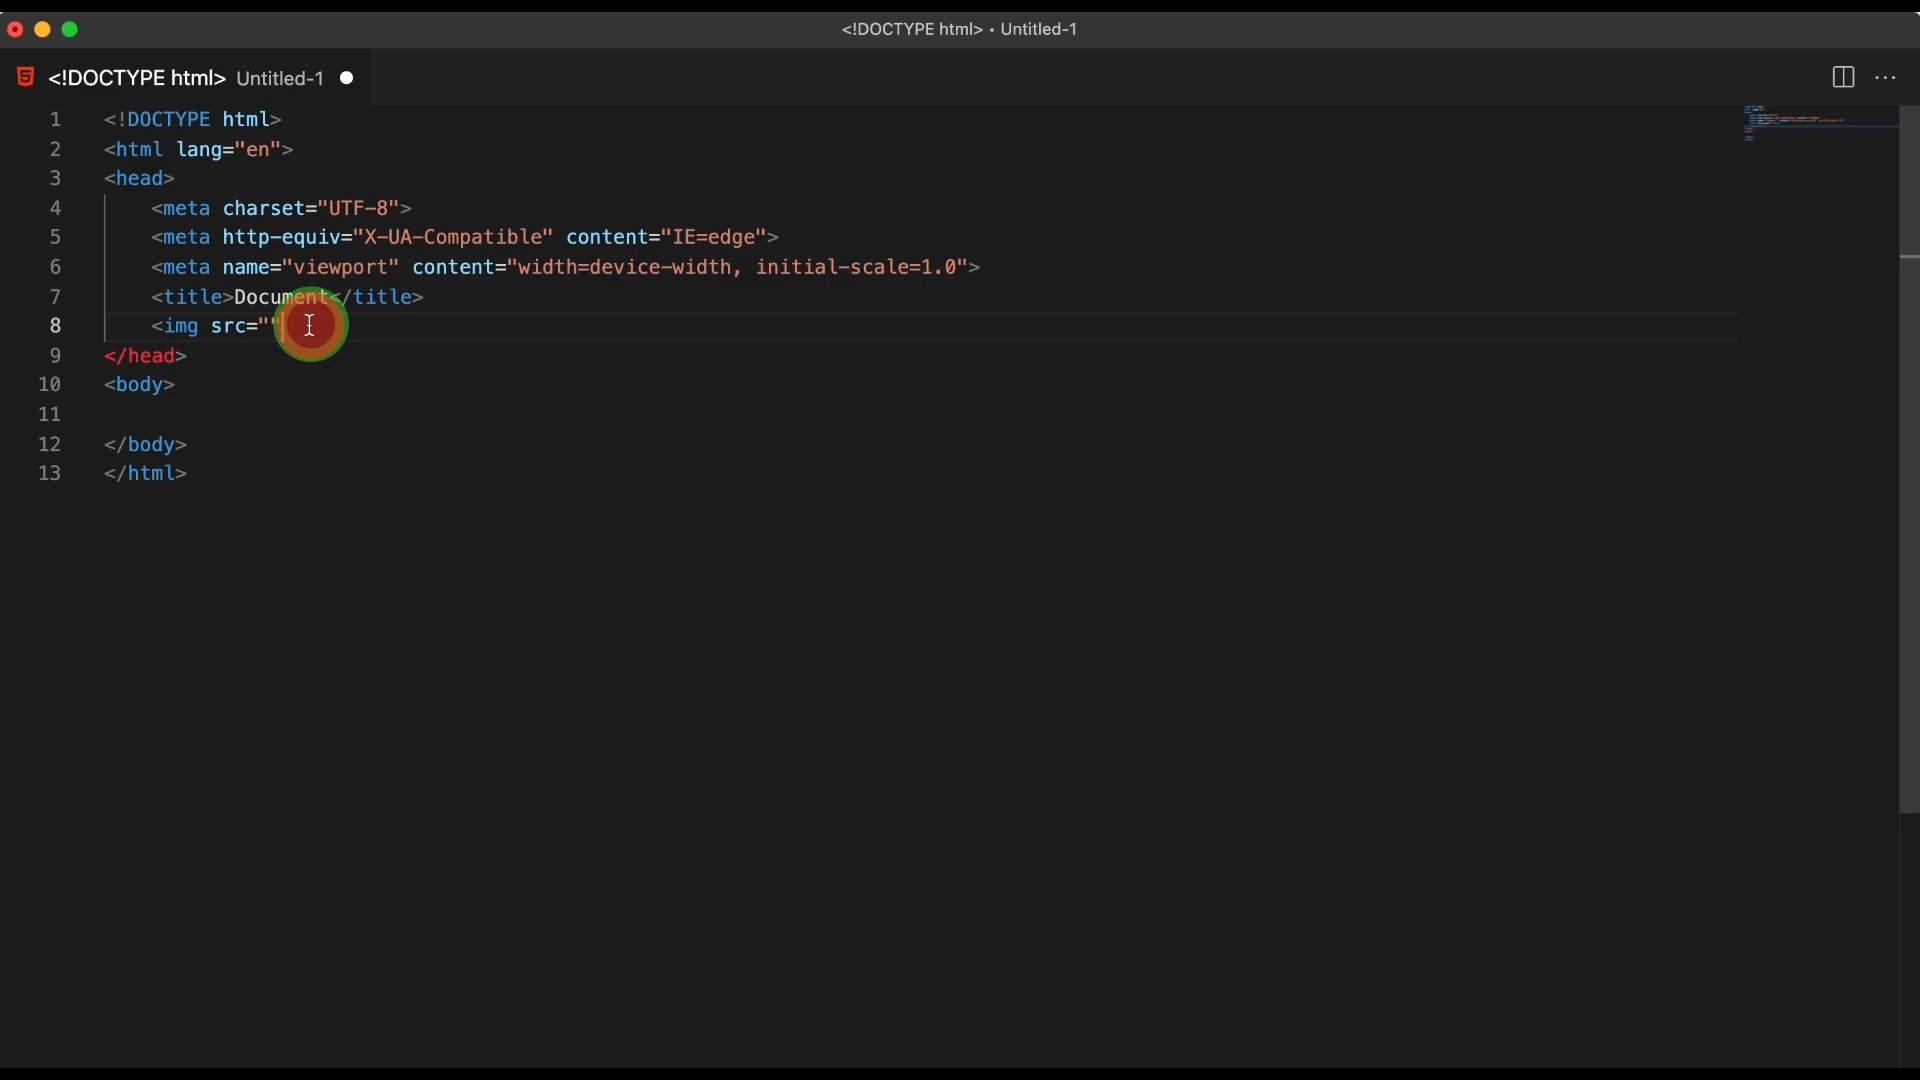 <!DOCTYPE html> • Untitled-1
<!DOCTYPE html> Untitled-1
1 <!DOCTYPE html>
2 <html lang="en">
3 <head>
4 <meta charset="UTF-8">
5 <meta http-equiv="X-UA-Compatible" content="IE=edge">
6 <meta name="viewport" content="width=device-width, initial-scale=1.0">
7 <title>Document</title>
8 <img src=""
9 </head>
10 <body>
11
12 </body>
13 </html>